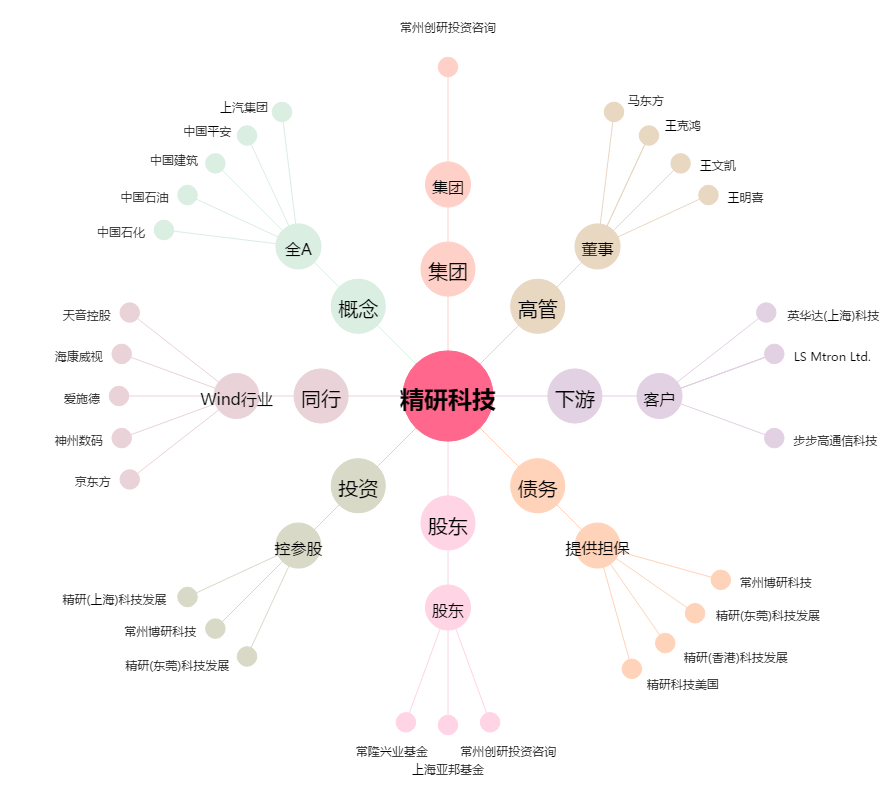 常州创研投资咨询
集团
集团
马东方
王克鸿
王文凯
王明喜
董事
高管
上汽集团
中国平安
中国建筑
中国石油
中国石化
全A
概念
天音控股
海康威视
爱施德
神州数码
京东方
Wind行业
同行
精研科技
下游
客户
英华达(上海)科技
LS Mtron Ltd.
步步高通信科技
投资
控参股
精研(上海)科技发展
常州博研科技
精研(东莞)科技发展
股东
股东
常隆兴业基金
上海亚邦基金
常州创研投资咨询
债务
提供担保
常州博研科技
精研(东莞)科技发展
精研(香港)科技发展
精研科技美国